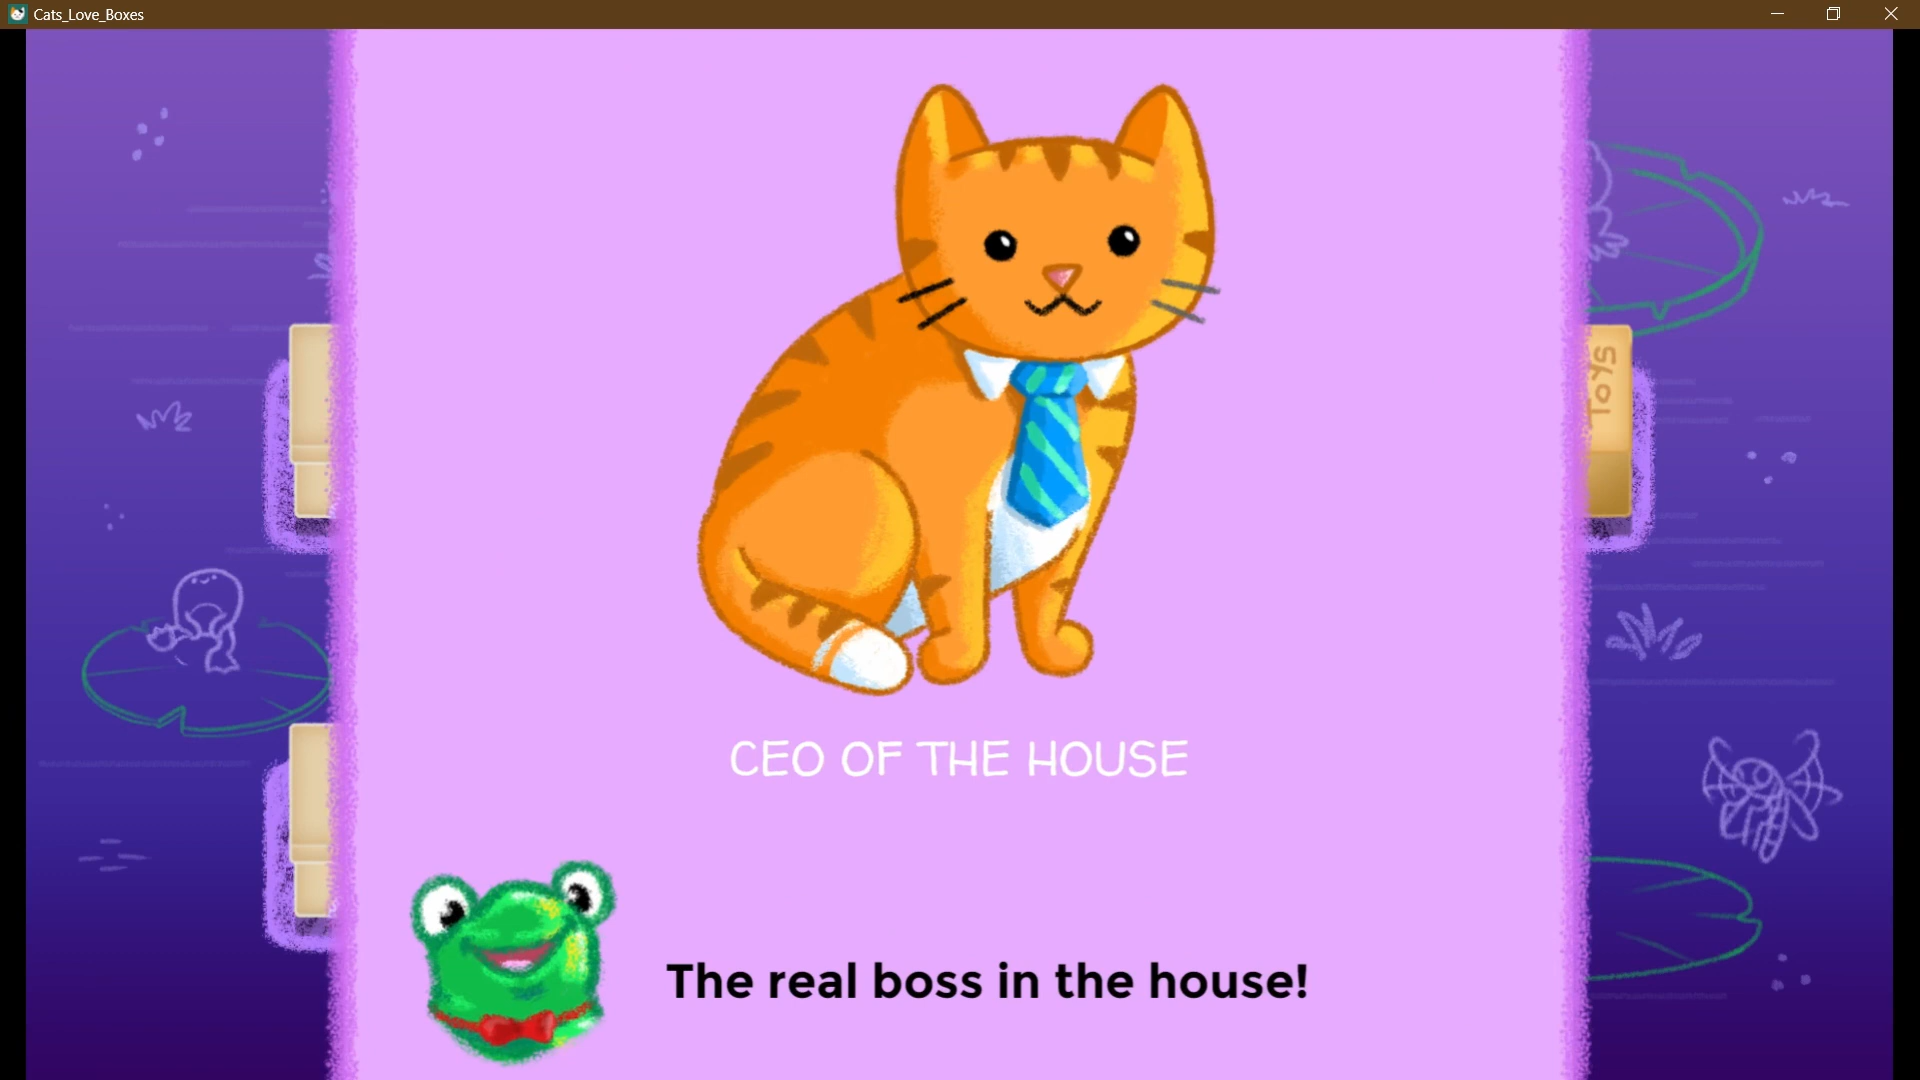 Cats_Love_Boxes
Toys
CEO OF THE HOUSE
The real boss in the house!